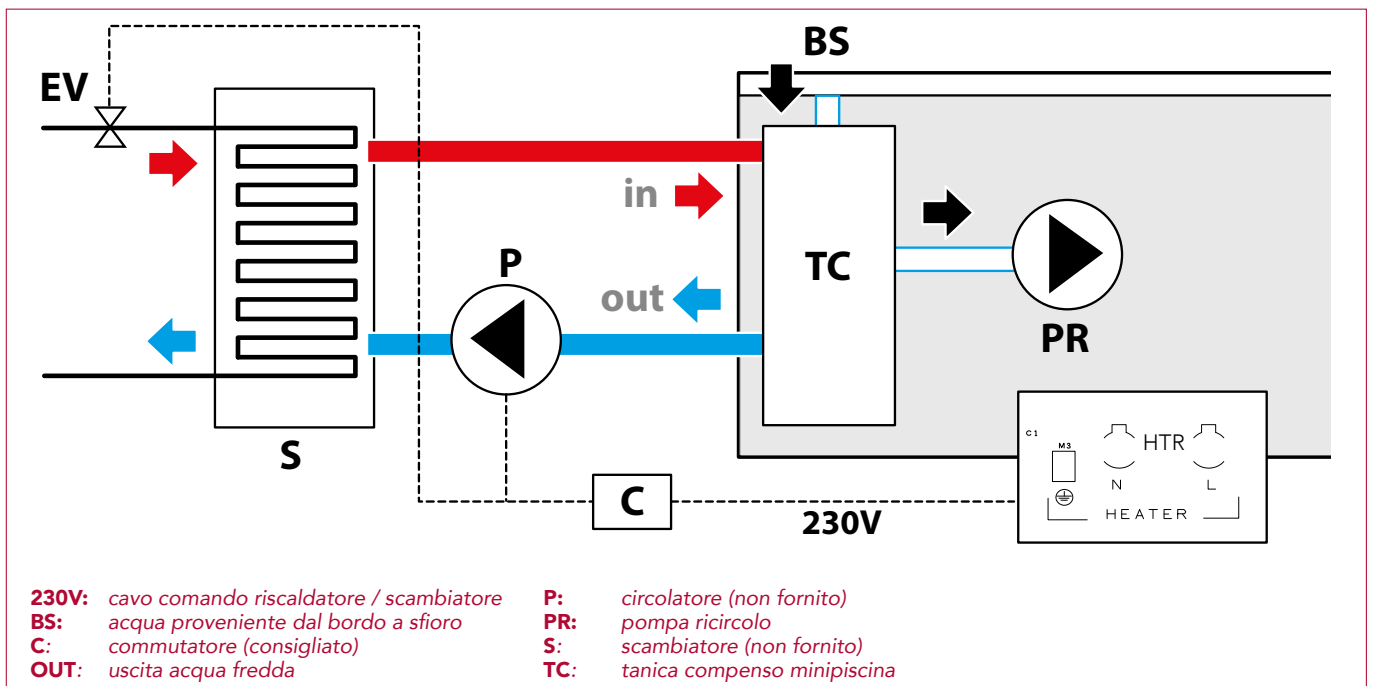 BS
EV
in
P
TC
out
PR
S
C1
M3
HTR
N
L
HEATER
C
230V
230V: cavo comando riscaldatore / scambiatore
BS: acqua proveniente dal bordo a sfioro
C: commutatore (consigliato)
OUT: uscita acqua fredda
P: circolatore (non fornito)
PR: pompa ricircolo
S: scambiatore (non fornito)
TC: tanica compenso minipiscina